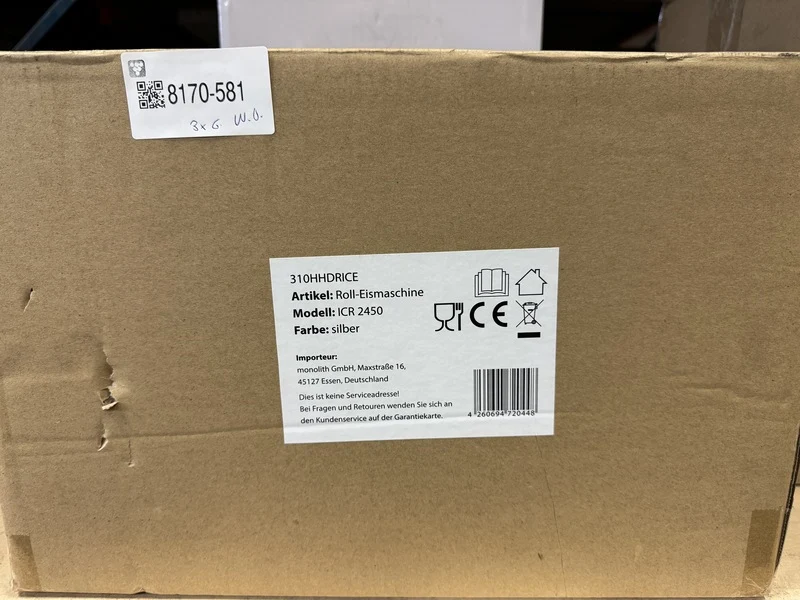 8170-581
3x G. W.D.
310HHDRICE
Artikel: Roll-Eismaschine
Modell: ICR 2450
Farbe: silber
CE
Importeur:
monolith GmbH, Maxstraße 16,
45127 Essen, Deutschland
Dies ist keine Serviceadresse!
Bei Fragen und Retouren wenden Sie sich an
den Kundenservice auf der Garantiekarte.
4 260694 720448